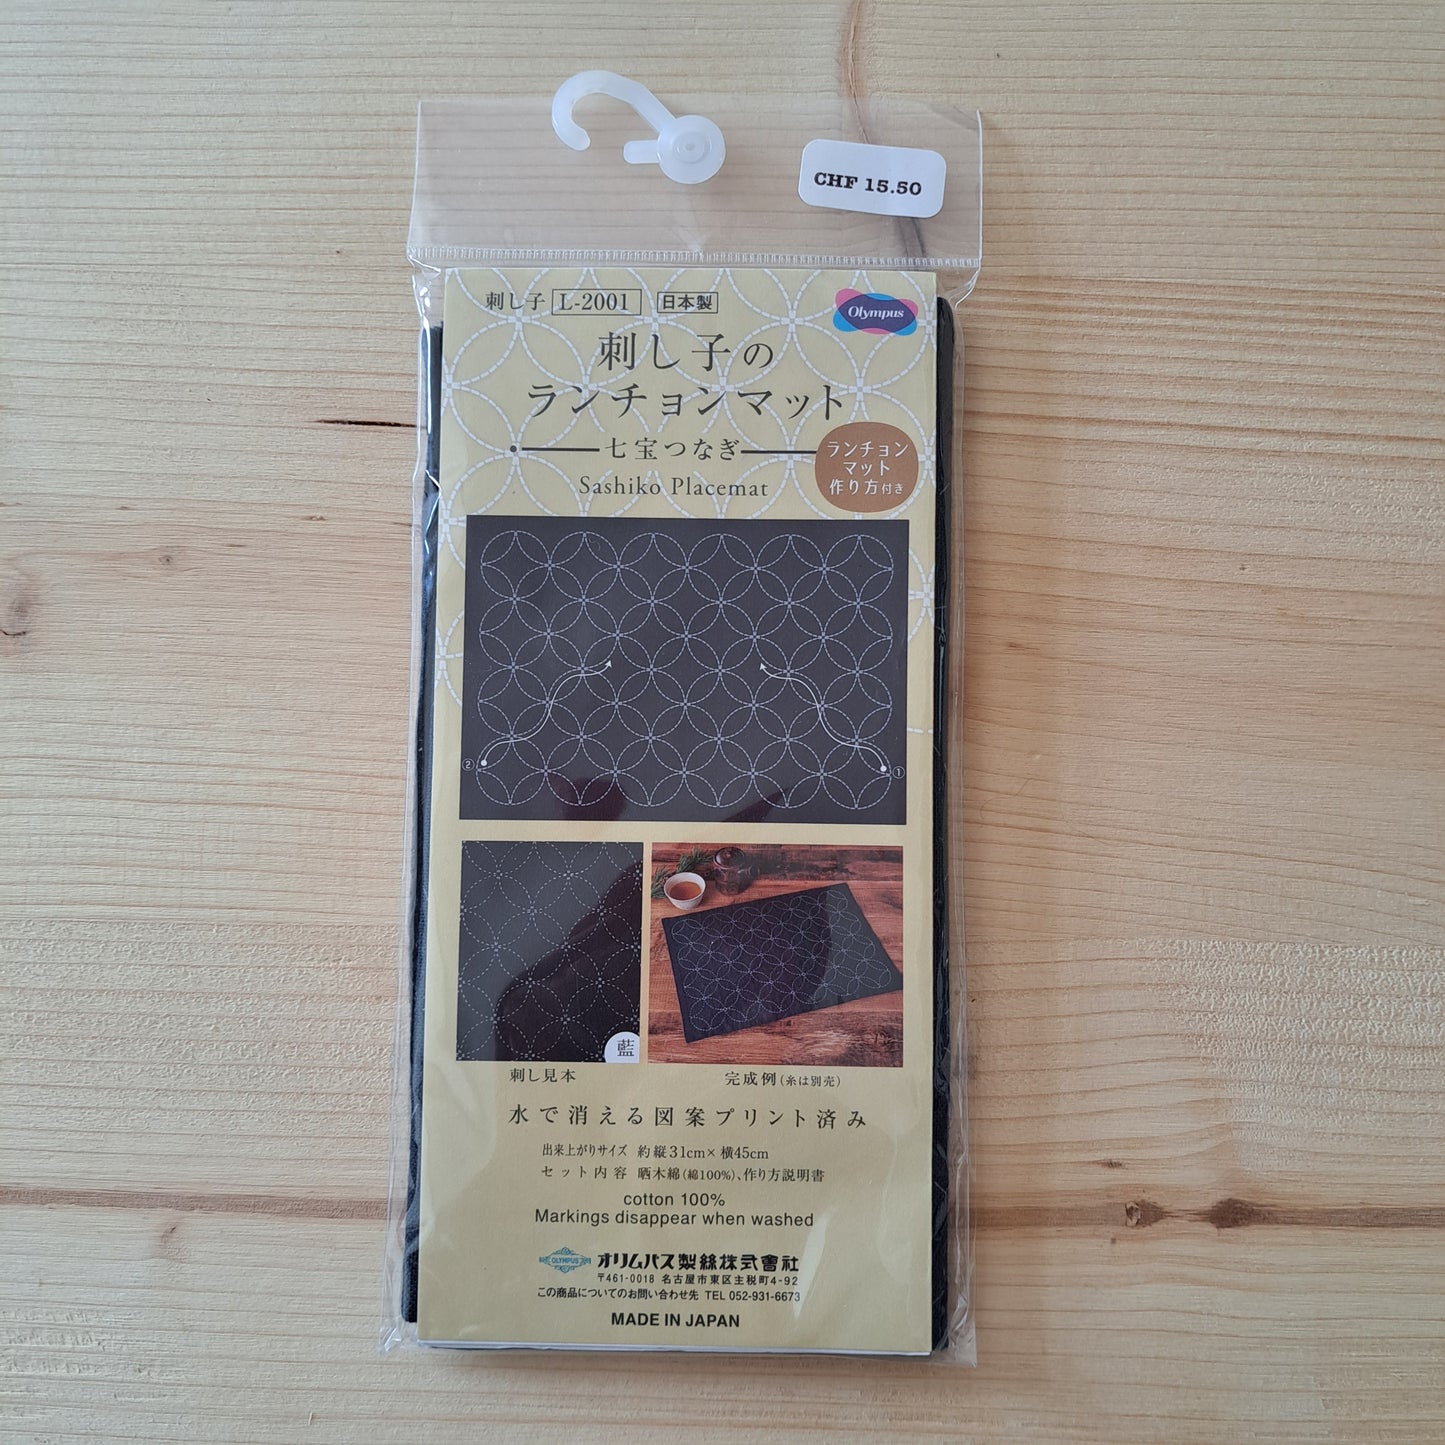 CHF 15.50
刺し子 L-2001 日本製
Olympus
刺し子の
ランチョンマット
七宝つなぎ
Sashiko Placemat
ランチョン
マット
作り方付き
② ①
藍
刺し見本
完成例(糸は別売)
水で消える図案プリント済み
出来上がりサイズ 約縦31cm×横45cm
セット内容 晒木綿(綿100%)、作り方説明書
cotton 100%
Markings disappear when washed
OLYMPUS
オリムパス製絲株式會社
〒461-0018 名古屋市東区主税町4-92
この商品についてのお問い合わせ先 TEL 052-931-6673
MADE IN JAPAN